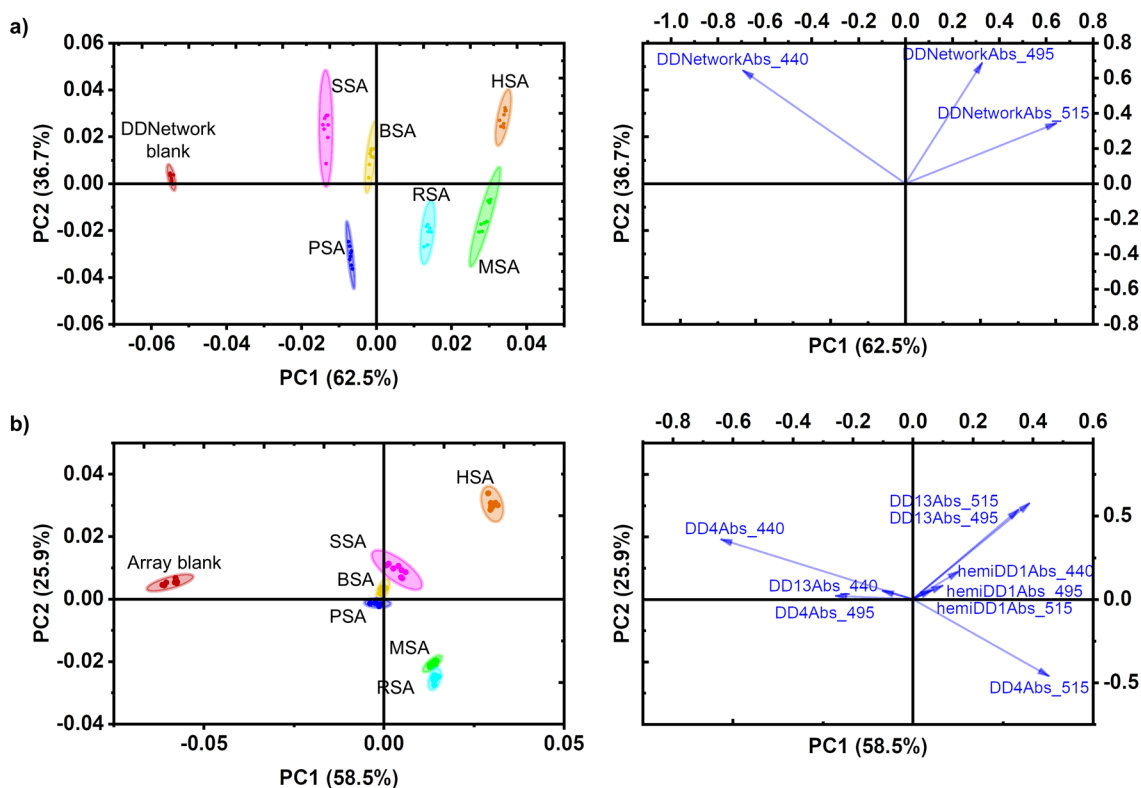 a)
0.06
0.04
0.02
0.00
-0.02
-0.04
-0.06
PC2 (36.7%)
DDNetwork
blank
SSA
BSA
HSA
PSA
RSA
MSA
-0.06
-0.02
0.00
0.02
0.04
PC1 (62.5%)
-1.0 -0.8 -0.6 -0.4 -0.2 0.0 0.2 0.4 0.6 0.8
PC2 (36.7%)
DDNetworkAbs_440
DDNetworkAbs_495
DDNetworkAbs_515
0.8
0.6
0.4
0.2
0.0
-0.2
-0.4
-0.6
-0.8
PC1 (62.5%)
b)
0.04
0.02
0.00
-0.02
-0.04
PC2 (25.9%)
Array blank
HSA
SSA
BSA
PSA
MSA
RSA
-0.05 0.00 0.05
PC1 (58.5%)
-0.8 -0.6 -0.4 -0.2 0.0 0.2 0.4 0.6
PC2 (25.9%)
DD4Abs_440
DD13Abs_515
DD13Abs_495
DD13Abs_440
DD4Abs_495
hemiDD1Abs_440
hemiDD1Abs_495
hemiDD1Abs_515
DD4Abs_515
0.5
0.0
-0.5
PC1 (58.5%)